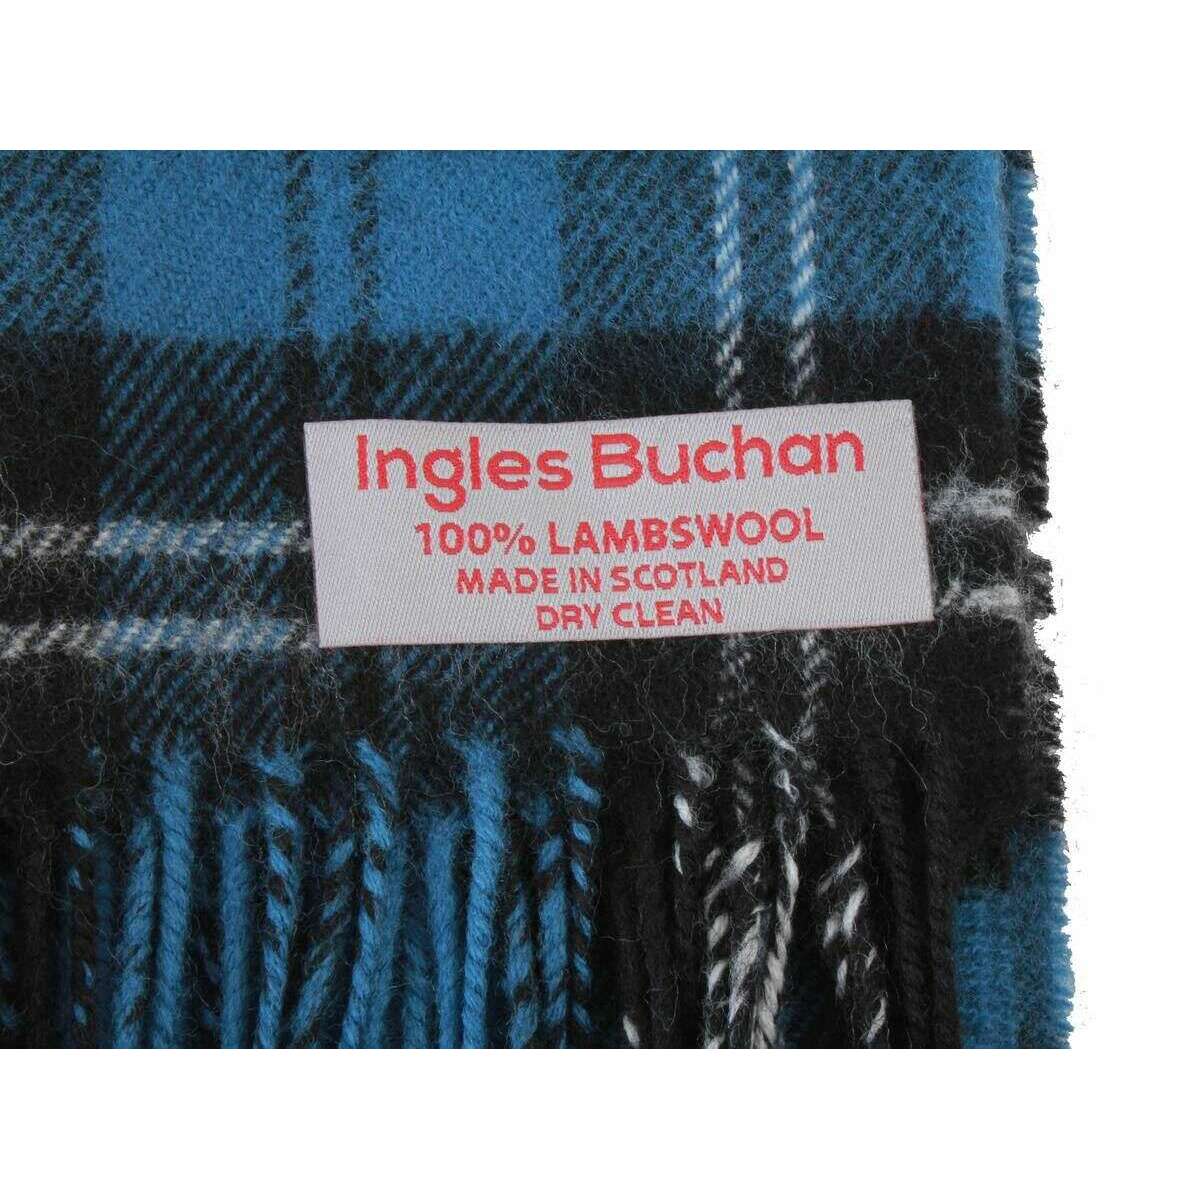 Ingles Buchan
100% LAMBSWOOL
MADE IN SCOTLAND
DRY CLEAN